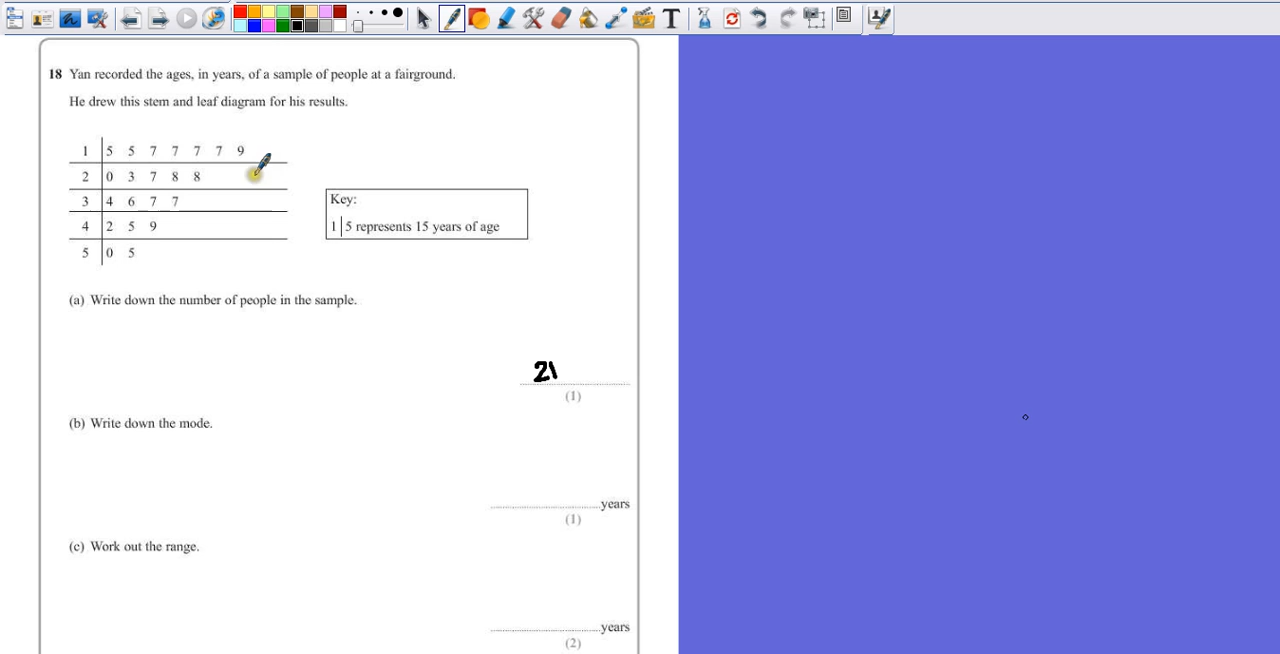 18 Yan recorded the ages, in years, of a sample of people at a fairground.
He drew this stem and leaf diagram for his results.
1 5 5 7 7 7 7 9
2 0 3 7 8 8
3 4 6 7 7
4 2 5 9
5 0 5
Key:
1|5 represents 15 years of age
(a) Write down the number of people in the sample.
21
(1)
(b) Write down the mode.
years
(1)
(c) Work out the range.
years
(2)